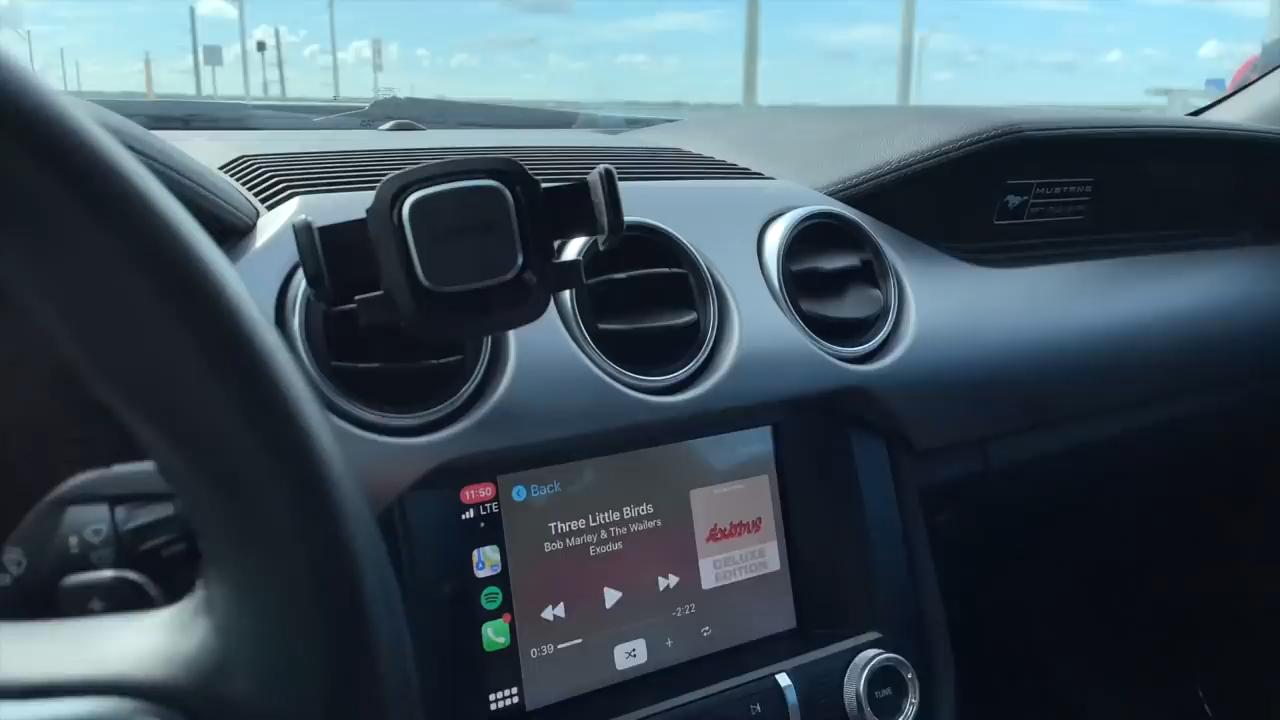 MUSTANG
11:50
LTE
Back
Three Little Birds
Bob Marley & The Wailers
Exodus
exodus
DELUXE
EDITION
-2:22
0:39
TUNE